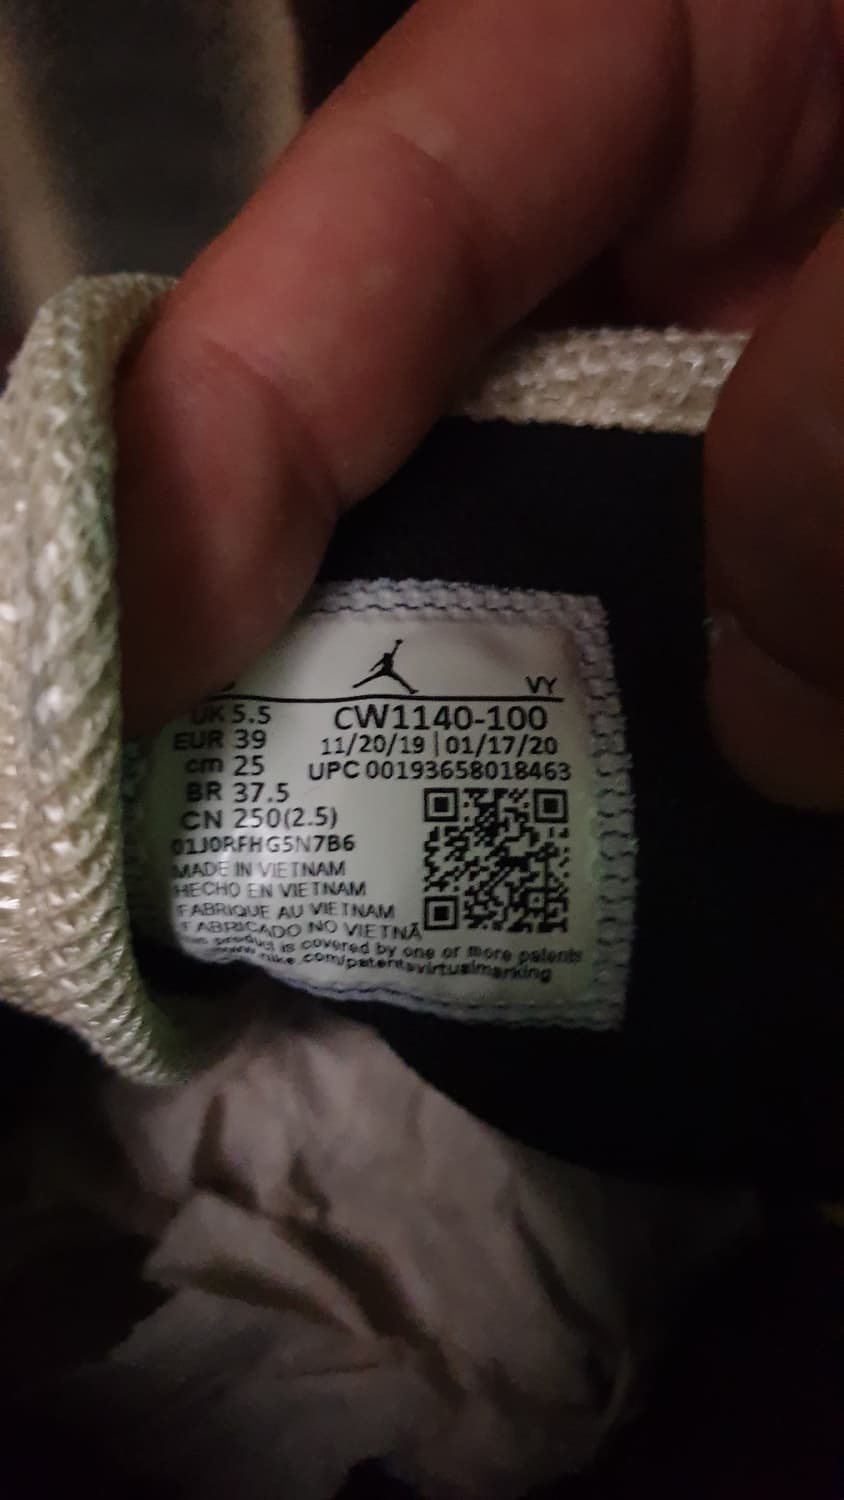 VY
UK 5.5
EUR 39
cm 25
BR 37.5
CN 250(2.5)
CW1140-100
11/20/19 | 01/17/20
UPC 00193658018463
01J0RFHG5N7B6
MADE IN VIETNAM
HECHO EN VIETNAM
FABRIQUE AU VIETNAM
FABRICADO NO VIETNÃ
product is covered by one or more patents
.com/patentsvirtualmarking